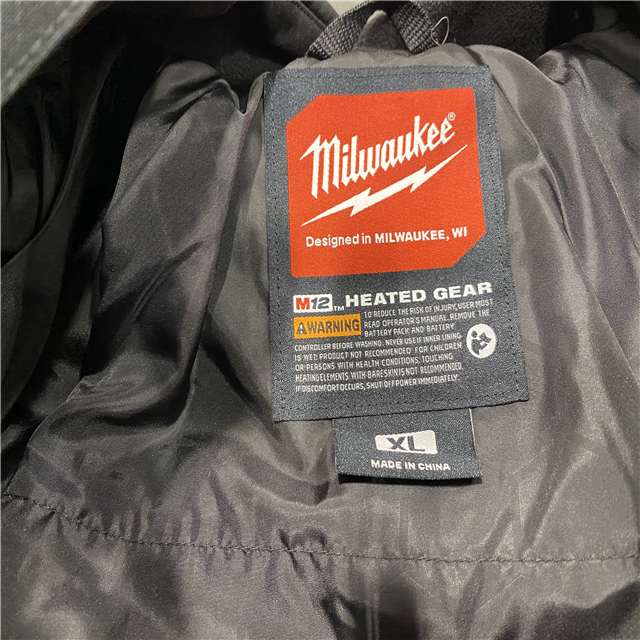 Milwaukee®
Designed in MILWAUKEE, WI
M12™ HEATED GEAR
WARNING
TO REDUCE THE RISK OF INJURY, USER MUST
READ OPERATOR'S MANUAL. REMOVE THE
BATTERY PACK AND BATTERY
CONTROLLER BEFORE WASHING. NEVER USE IF INNER LINING
IS WET; PRODUCT NOT RECOMMENDED FOR CHILDREN
OR PERSONS WITH HEALTH CONDITIONS; TOUCHING
HEATING ELEMENTS WITH BARE SKIN IS NOT RECOMMENDED
IF DISCOMFORT OCCURS, SHUT OFF POWER IMMEDIATELY.
XL
MADE IN CHINA